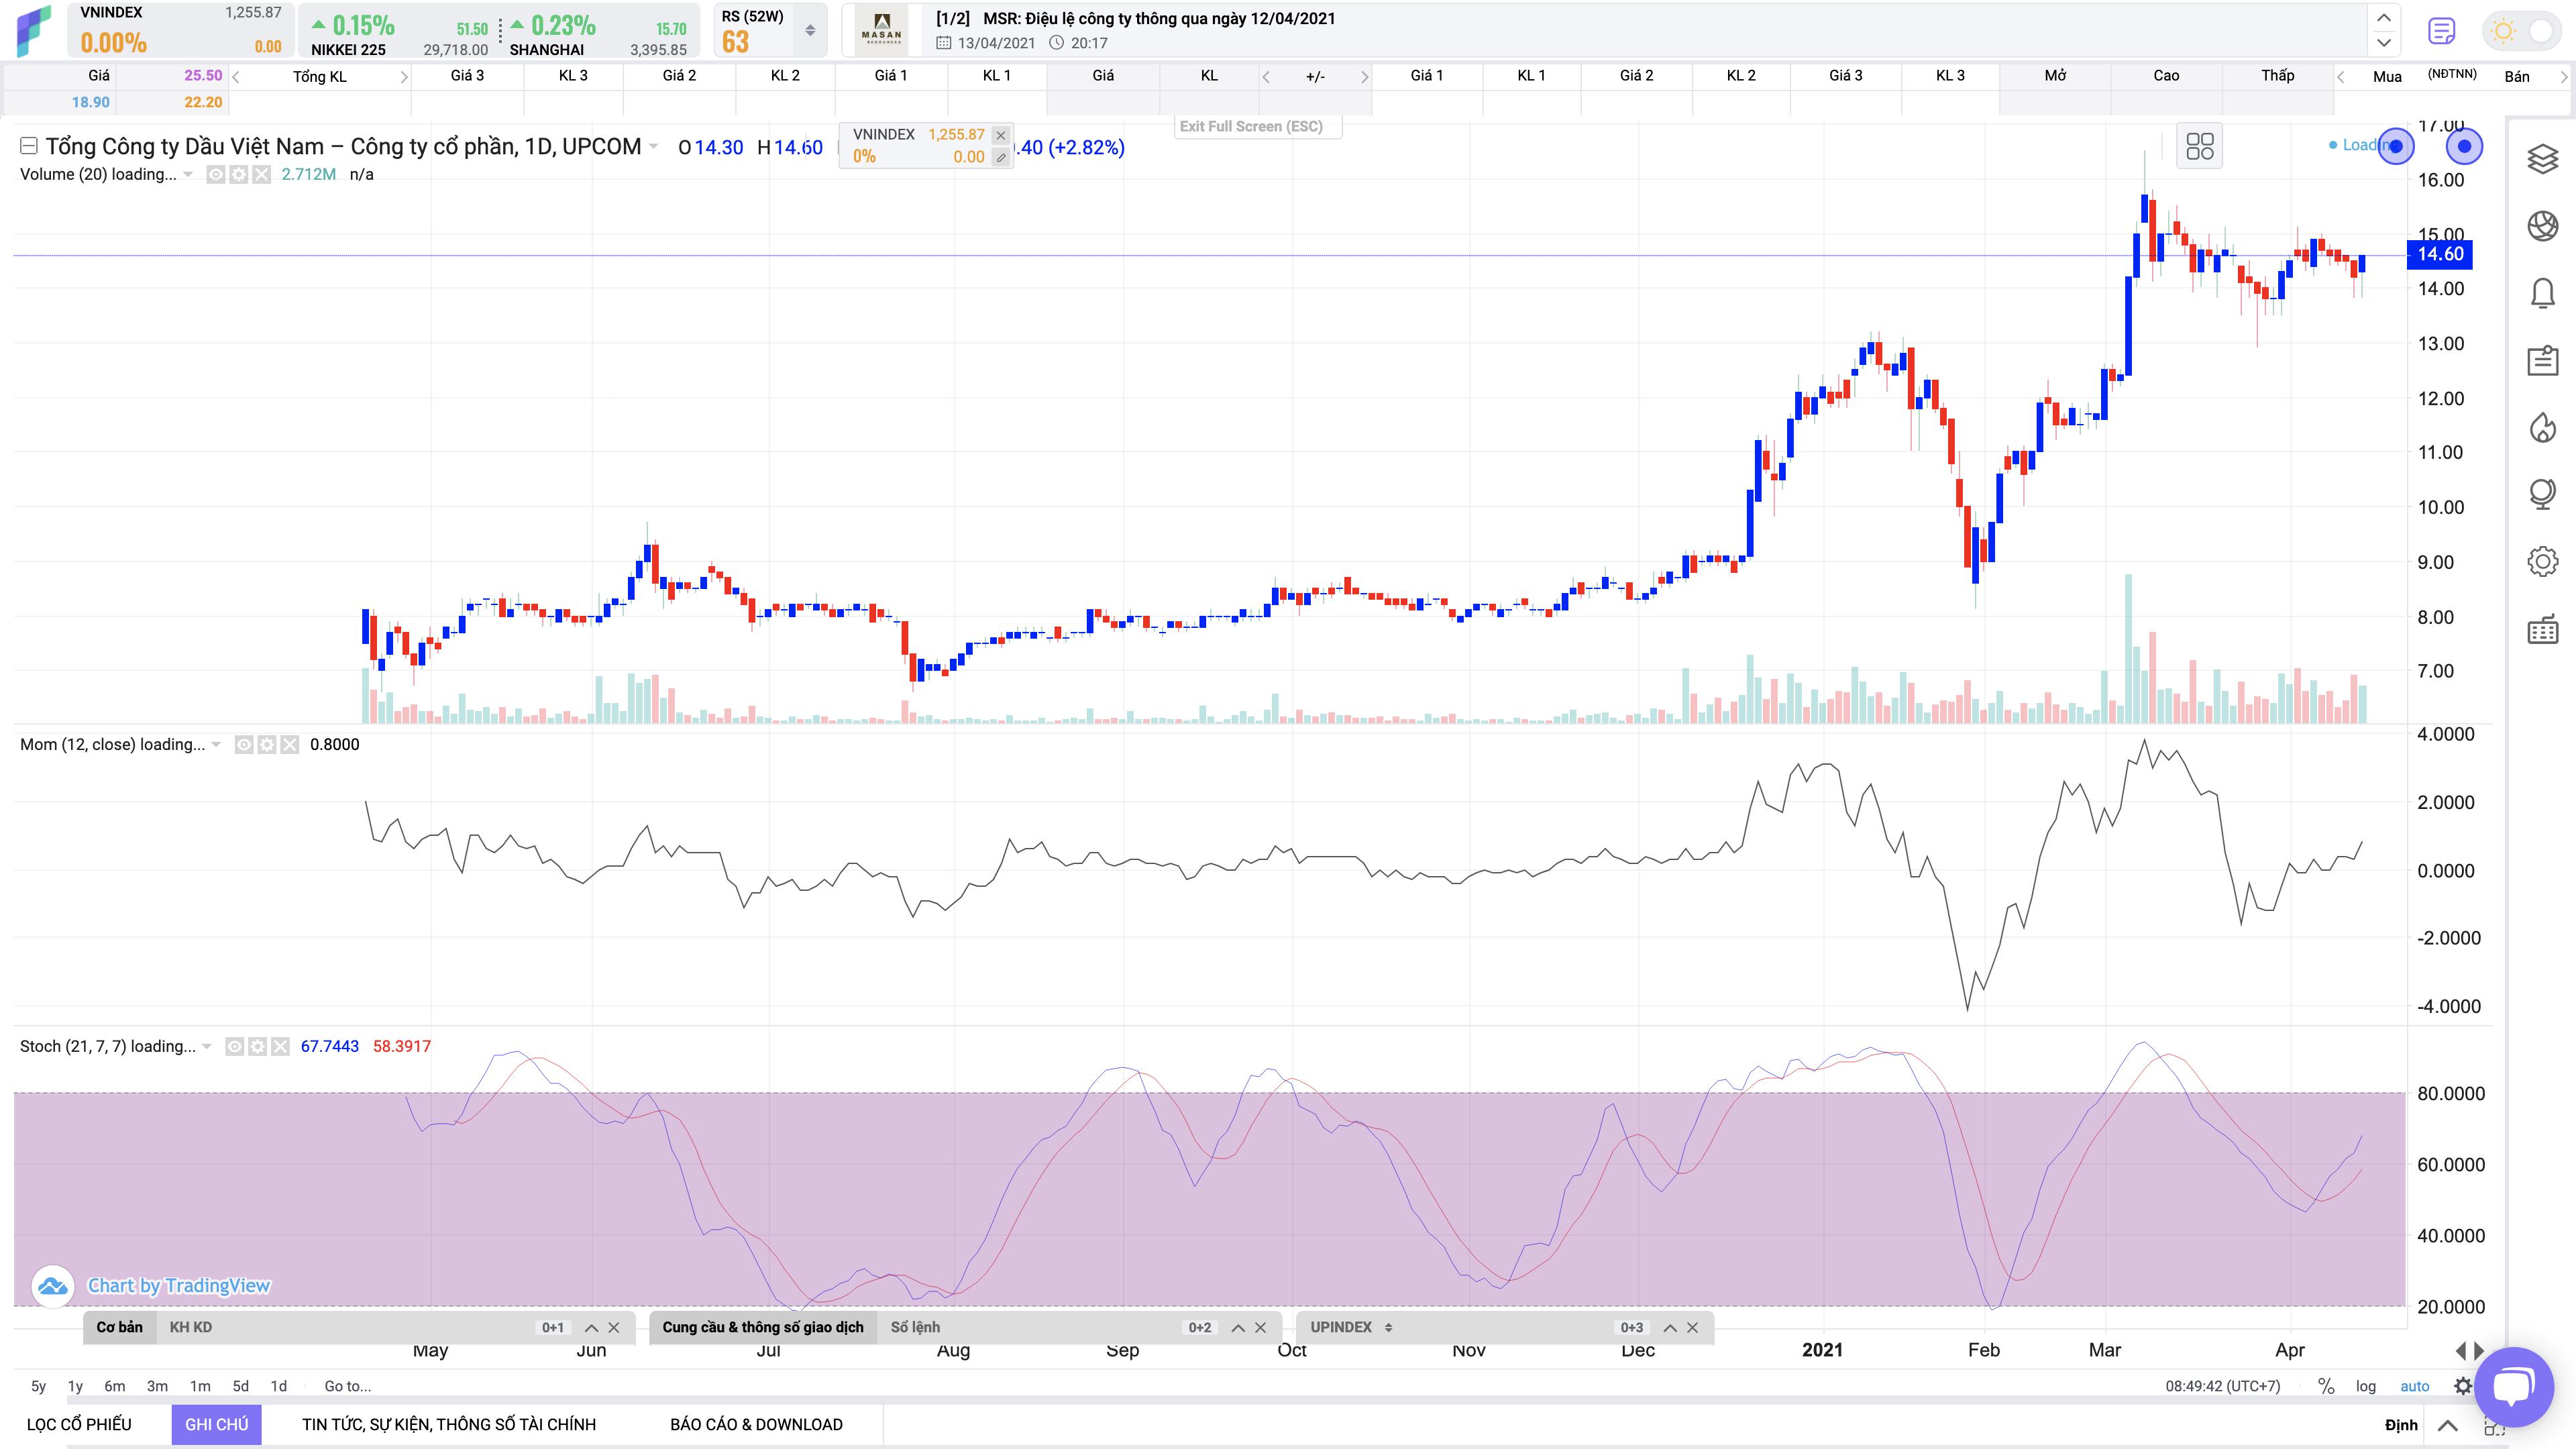 VNINDEX 1,255.87
0.00% 0.00
0.15% 51.50
NIKKEI 225 29,718.00
0.23% 15.70
SHANGHAI 3,395.85
RS (52W)
63
MASAN
RESOURCES
[1/2] MSR: Điệu lệ công ty thông qua ngày 12/04/2021
13/04/2021 20:17
Giá 25.50 Tổng KL Giá 3 KL 3 Giá 2 KL 2 Giá 1 KL 1 Giá KL +/- Giá 1 KL 1 Giá 2 KL 2 Giá 3 KL 3 Mở Cao Thấp Mua (NĐTNN) Bán
18.90 22.20
Exit Full Screen (ESC)
Tổng Công ty Dầu Việt Nam – Công ty cổ phần, 1D, UPCOM O14.30 H14.60 .40 (+2.82%)
VNINDEX 1,255.87
0% 0.00
Volume (20) loading... 2.712M n/a
17.00
16.00
15.00
14.60
14.00
13.00
12.00
11.00
10.00
9.00
8.00
7.00
Mom (12, close) loading... 0.8000
4.0000
2.0000
0.0000
-2.0000
-4.0000
Stoch (21, 7, 7) loading... 67.7443 58.3917
80.0000
60.0000
40.0000
20.0000
Chart by TradingView
Cơ bản KH KD 0+1
Cung cầu & thông số giao dịch Sổ lệnh 0+2
UPINDEX 0+3
May Jun Jul Aug Sep Oct Nov Dec 2021 Feb Mar Apr
5y 1y 6m 3m 1m 5d 1d Go to...
08:49:42 (UTC+7) % log auto
LỌC CỔ PHIẾU GHI CHÚ TIN TỨC, SỰ KIỆN, THÔNG SỐ TÀI CHÍNH BÁO CÁO & DOWNLOAD
Định